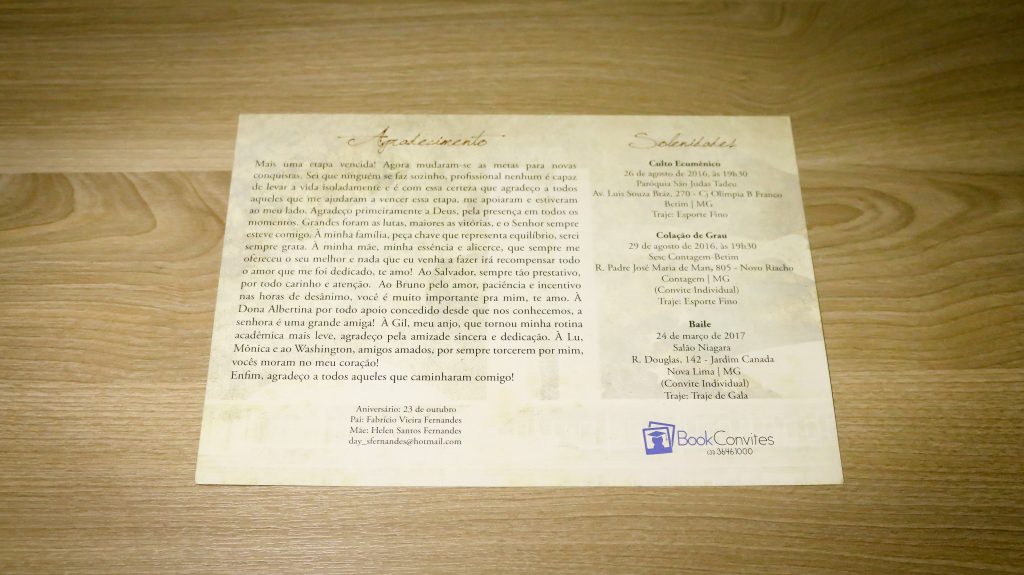 Agradecimento
Mais uma etapa vencida! Agora mudaram-se as metas para novas
conquistas. Sei que ninguém se faz sozinho, profissional nenhum é capaz
de levar a vida isoladamente e é com essa certeza que agradeço a todos
aqueles que me ajudaram a vencer essa etapa, me apoiaram e estiveram
ao meu lado. Agradeço primeiramente a Deus, pela presença em todos os
momentos. Grandes foram as lutas, maiores as vitórias, e o Senhor sempre
esteve comigo. À minha família, peça chave que representa equilíbrio, serei
sempre grata. À minha mãe, minha essência e alicerce, que sempre me
ofereceu o seu melhor e nada que eu venha a fazer irá recompensar todo
o amor que me foi dedicado, te amo! Ao Salvador, sempre tão prestativo,
por todo carinho e atenção. Ao Bruno pelo amor, paciência e incentivo
nas horas de desânimo, você é muito importante pra mim, te amo. À
Dona Albertina por todo apoio concedido desde que nos conhecemos, a
senhora é uma grande amiga! À Gil, meu anjo, que tornou minha rotina
acadêmica mais leve, agradeço pela amizade sincera e dedicação. À Lu,
Mônica e ao Washington, amigos amados, por sempre torcerem por mim,
vocês moram no meu coração!
Enfim, agradeço a todos aqueles que caminharam comigo!
Aniversário: 23 de outubro
Pai: Fabrício Vieira Fernandes
Mãe: Helen Santos Fernandes
day_sfernandes@hotmail.com
Solenidades
Culto Ecumênico
26 de agosto de 2016, às 19h30
Paróquia São Judas Tadeu
Av. Luis Souza Braz, 270 - Cj Olimpia B Franco
Betim | MG
Traje: Esporte Fino
Colação de Grau
29 de agosto de 2016, às 19h30
Sesc Contagem-Betim
R. Padre José Maria de Man, 805 - Novo Riacho
Contagem | MG
(Convite Individual)
Traje: Esporte Fino
Baile
24 de março de 2017
Salão Niagara
R. Douglas, 142 - Jardim Canada
Nova Lima | MG
(Convite Individual)
Traje: Traje de Gala
BookConvites
(31) 3646.1000